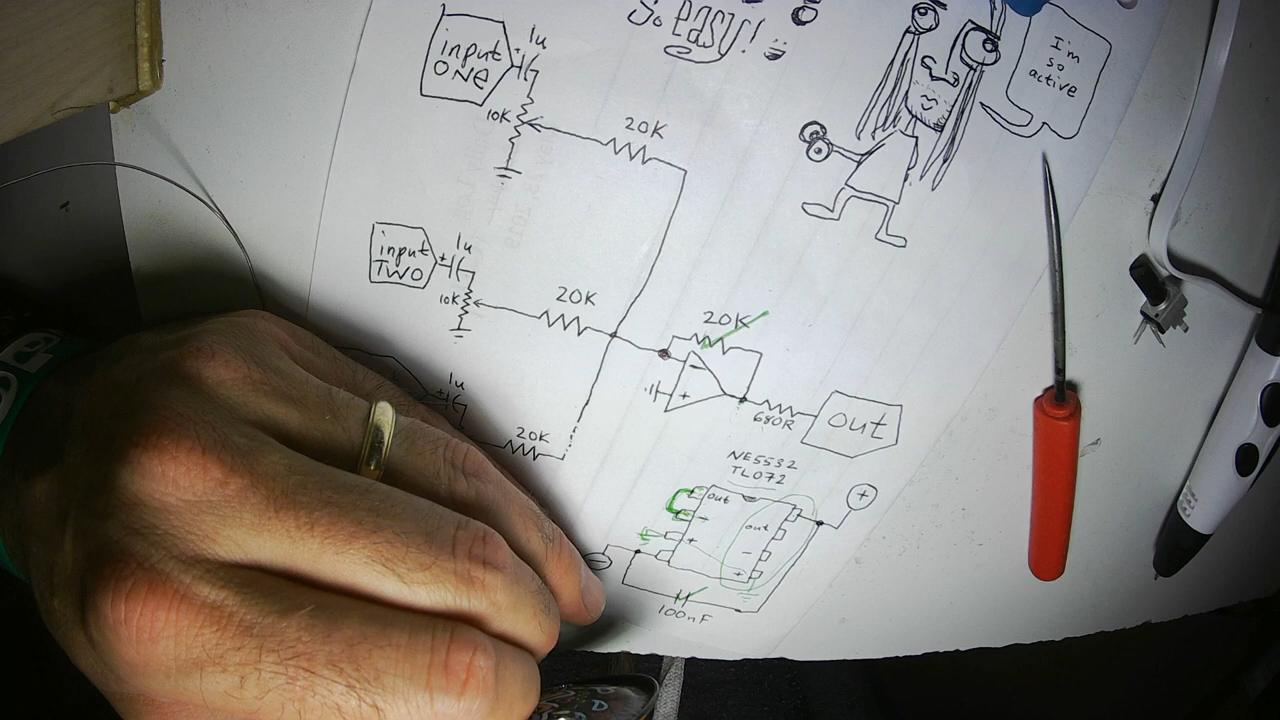 So easy!
I'm
so
active
input
ONE
1u
+
10K
20K
input
TWO
1u
+
10K
20K
1u
+
20K
20K
-
+
680R
out
NE5532
TL072
out
-
+
out
-
+
+
-
100nF